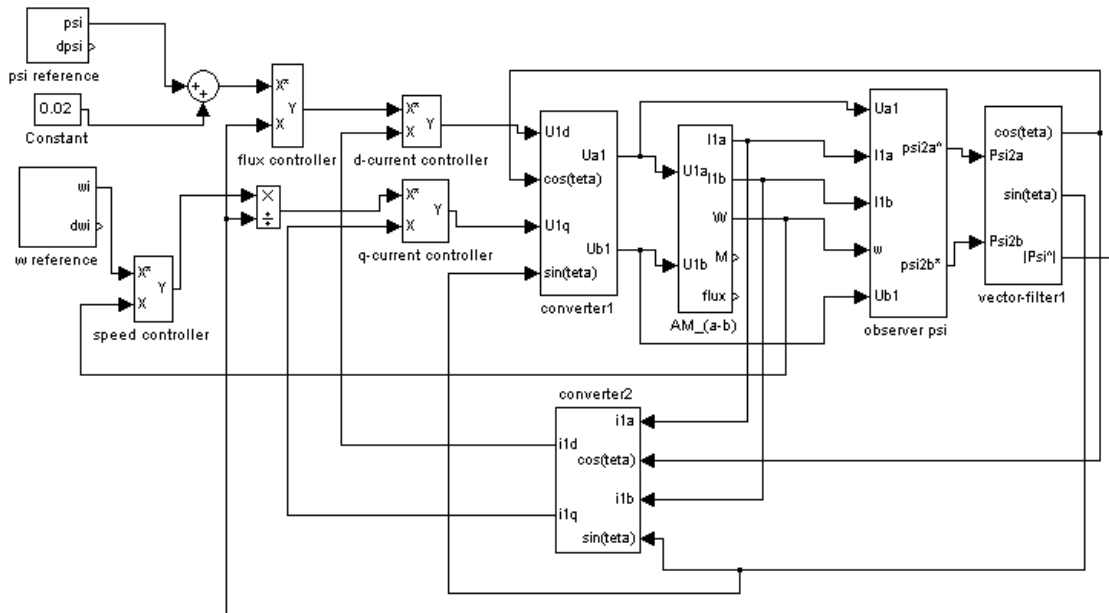 psi
dpsi
psi reference
0.02
Constant
+
+
X*
Y
X
flux controller
X*
Y
X
d-current controller
wi
dwi
w reference
×
÷
X*
Y
X
q-current controller
X*
Y
X
speed controller
U1d
Ua1
cos(teta)
U1q
Ub1
sin(teta)
converter1
I1a
U1a
I1b
W
M
U1b
flux
AM_(a-b)
Ua1
psi2a^
I1a
I1b
w
psi2b^
Ub1
observer psi
cos(teta)
Psi2a
sin(teta)
Psi2b
|Psi^|
vector-filter1
converter2
i1a
i1d
cos(teta)
i1b
i1q
sin(teta)